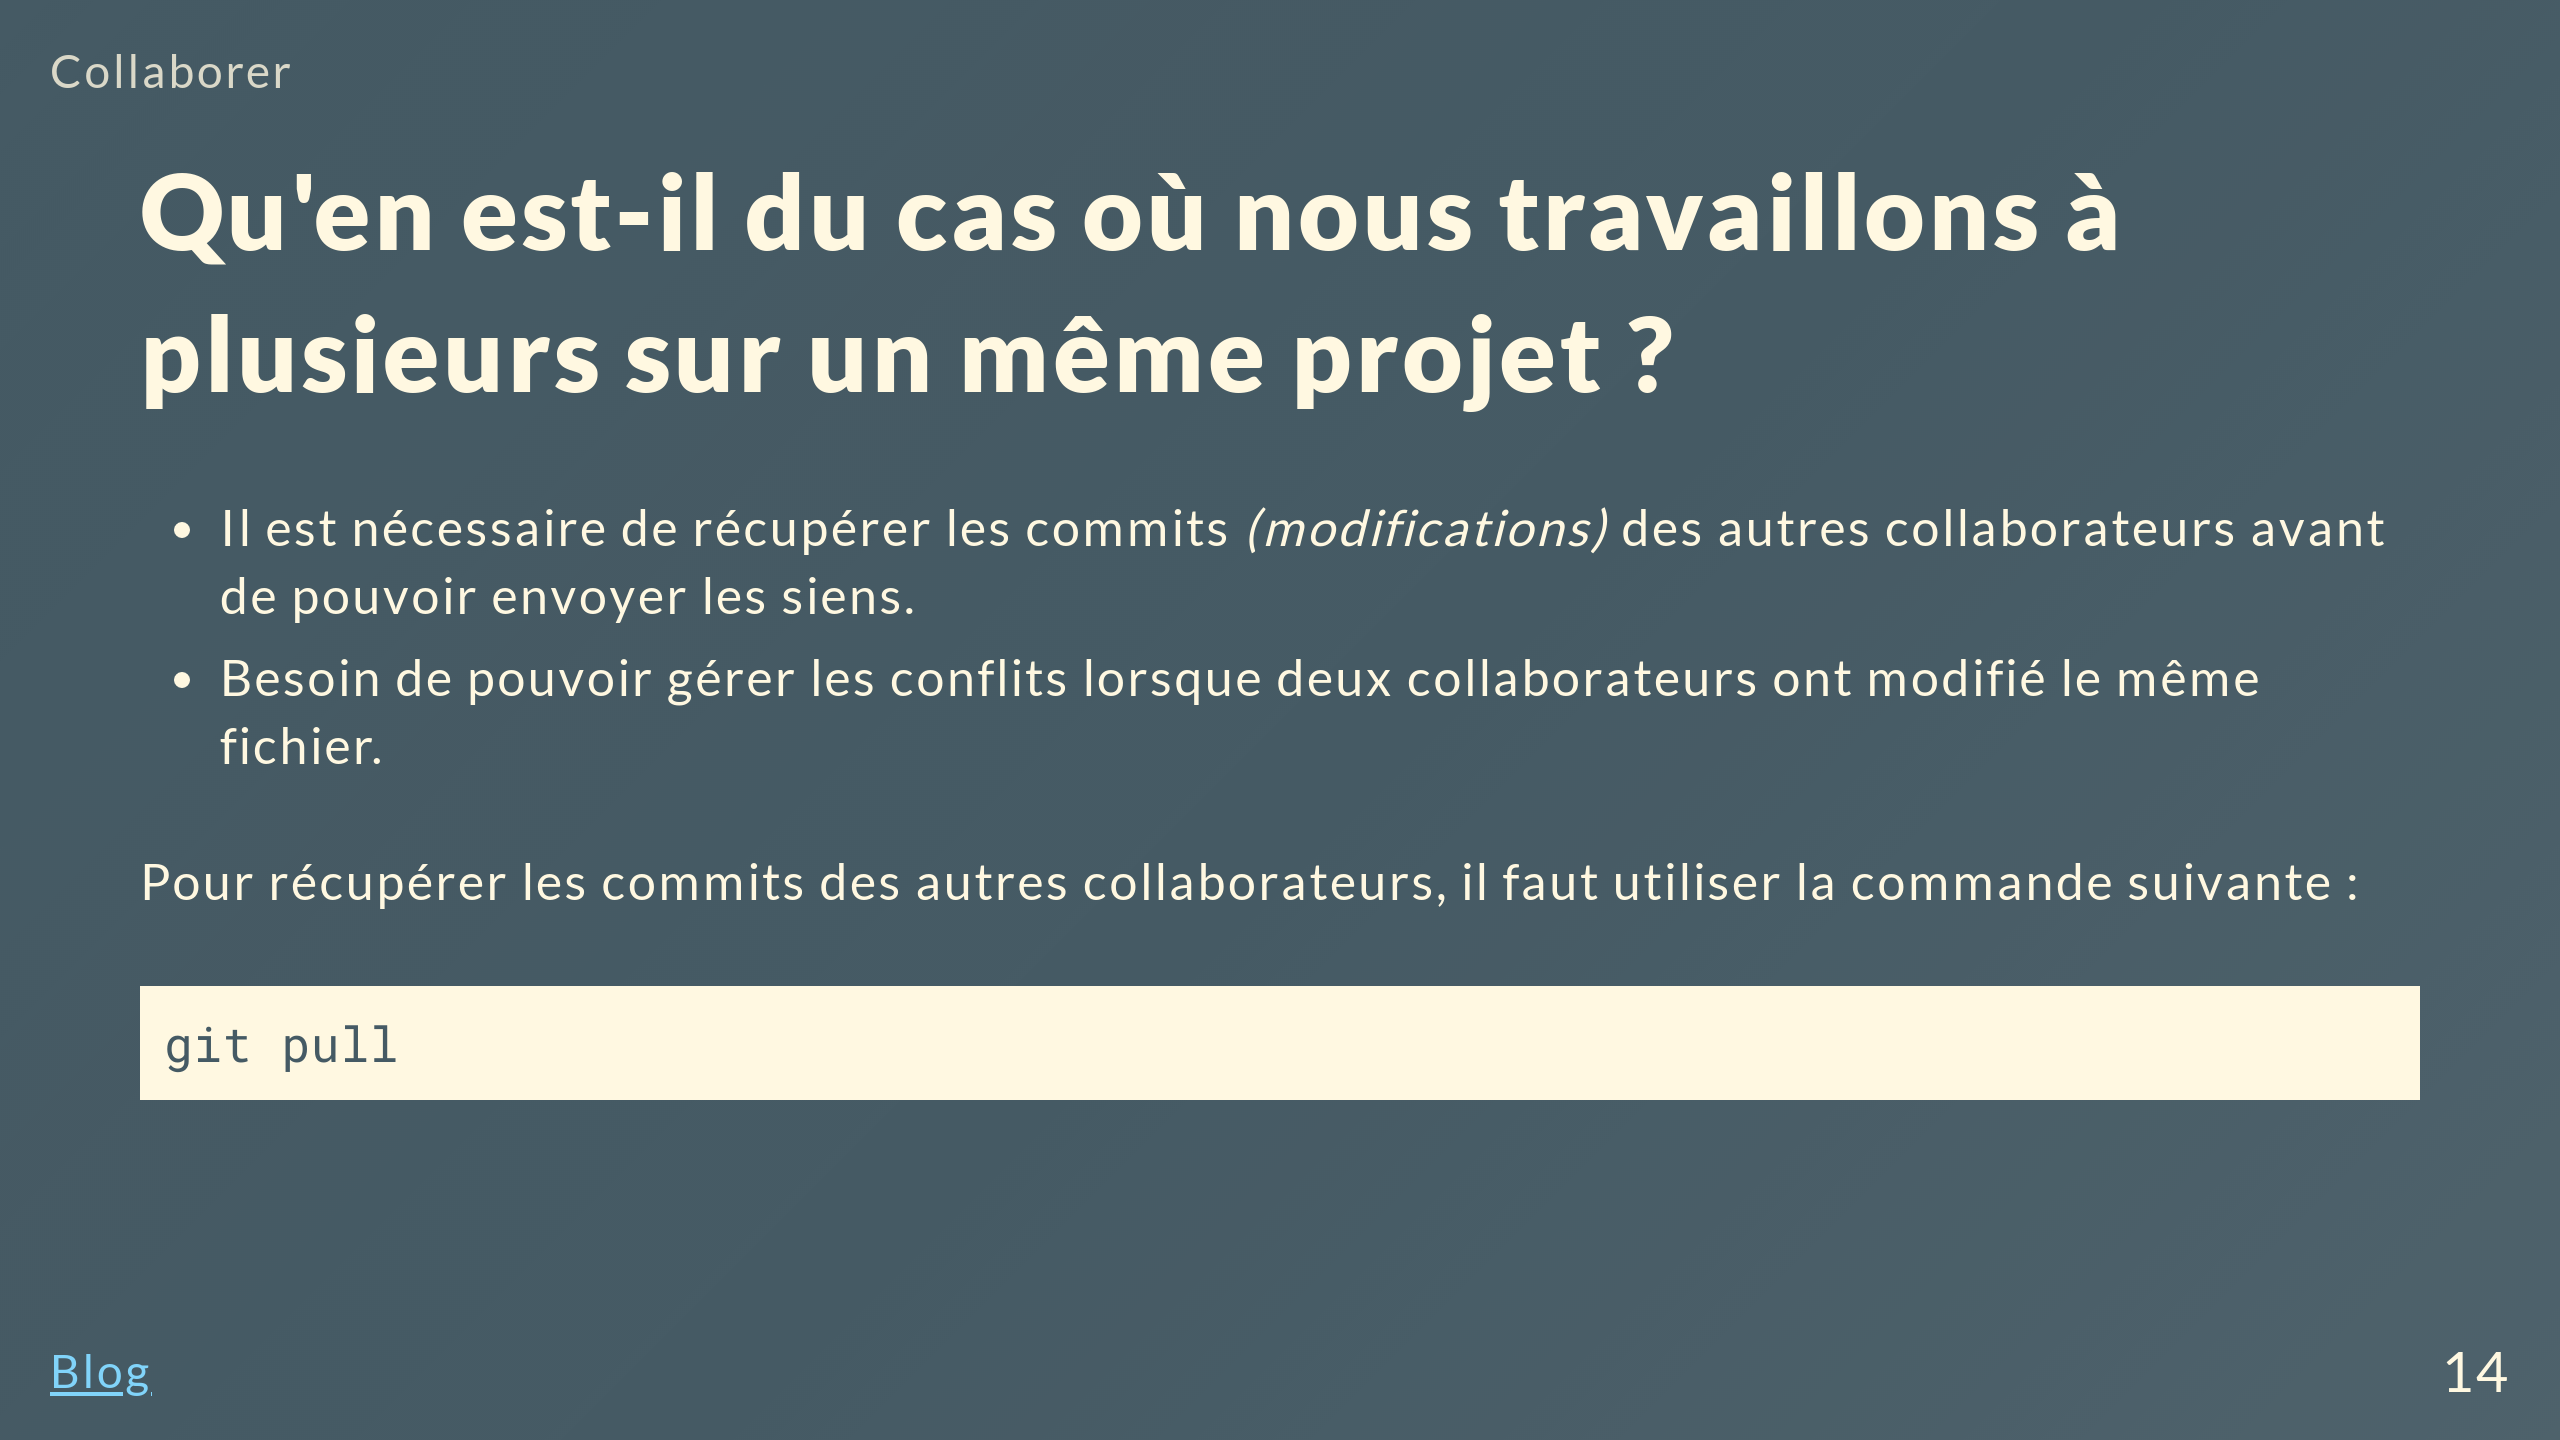 Collaborer
Qu'en est-il du cas où nous travaillons à
plusieurs sur un même projet ?
• Il est nécessaire de récupérer les commits (modifications) des autres collaborateurs avant
de pouvoir envoyer les siens.
• Besoin de pouvoir gérer les conflits lorsque deux collaborateurs ont modifié le même
fichier.
Pour récupérer les commits des autres collaborateurs, il faut utiliser la commande suivante :
git pull
Blog
14